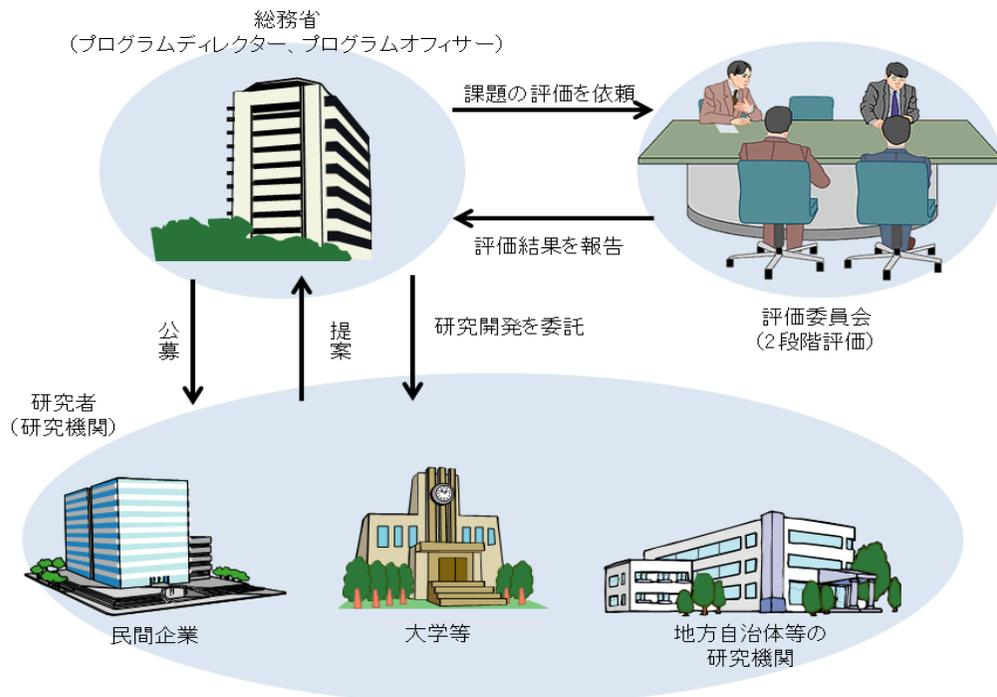 総務省
(プログラムディレクター、プログラムオフィサー)
課題の評価を依頼
評価結果を報告
評価委員会
(2段階評価)
公募
提案
研究開発を委託
研究者
(研究機関)
民間企業
大学等
地方自治体等の
研究機関